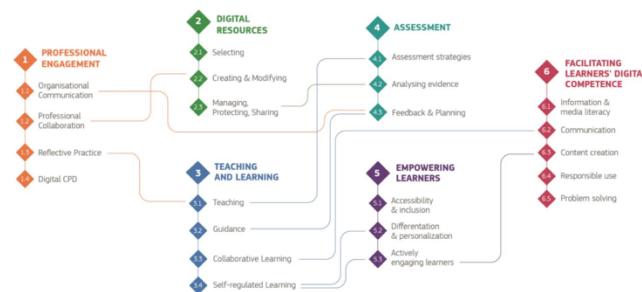 1
PROFESSIONAL
ENGAGEMENT
1.1
Organisational
Communication
1.2
Professional
Collaboration
1.3
Reflective Practice
1.4
Digital CPD
2
DIGITAL
RESOURCES
2.1
Selecting
2.2
Creating & Modifying
2.3
Managing,
Protecting, Sharing
3
TEACHING
AND LEARNING
3.1
Teaching
3.2
Guidance
3.3
Collaborative Learning
3.4
Self-regulated Learning
4
ASSESSMENT
4.1
Assessment strategies
4.2
Analysing evidence
4.3
Feedback & Planning
5
EMPOWERING
LEARNERS
5.1
Accessibility
& inclusion
5.2
Differentation
& personalization
5.3
Actively
engaging learners
6
FACILITATING
LEARNERS' DIGITAL
COMPETENCE
6.1
Information &
media literacy
6.2
Communication
6.3
Content creation
6.4
Responsible use
6.5
Problem solving